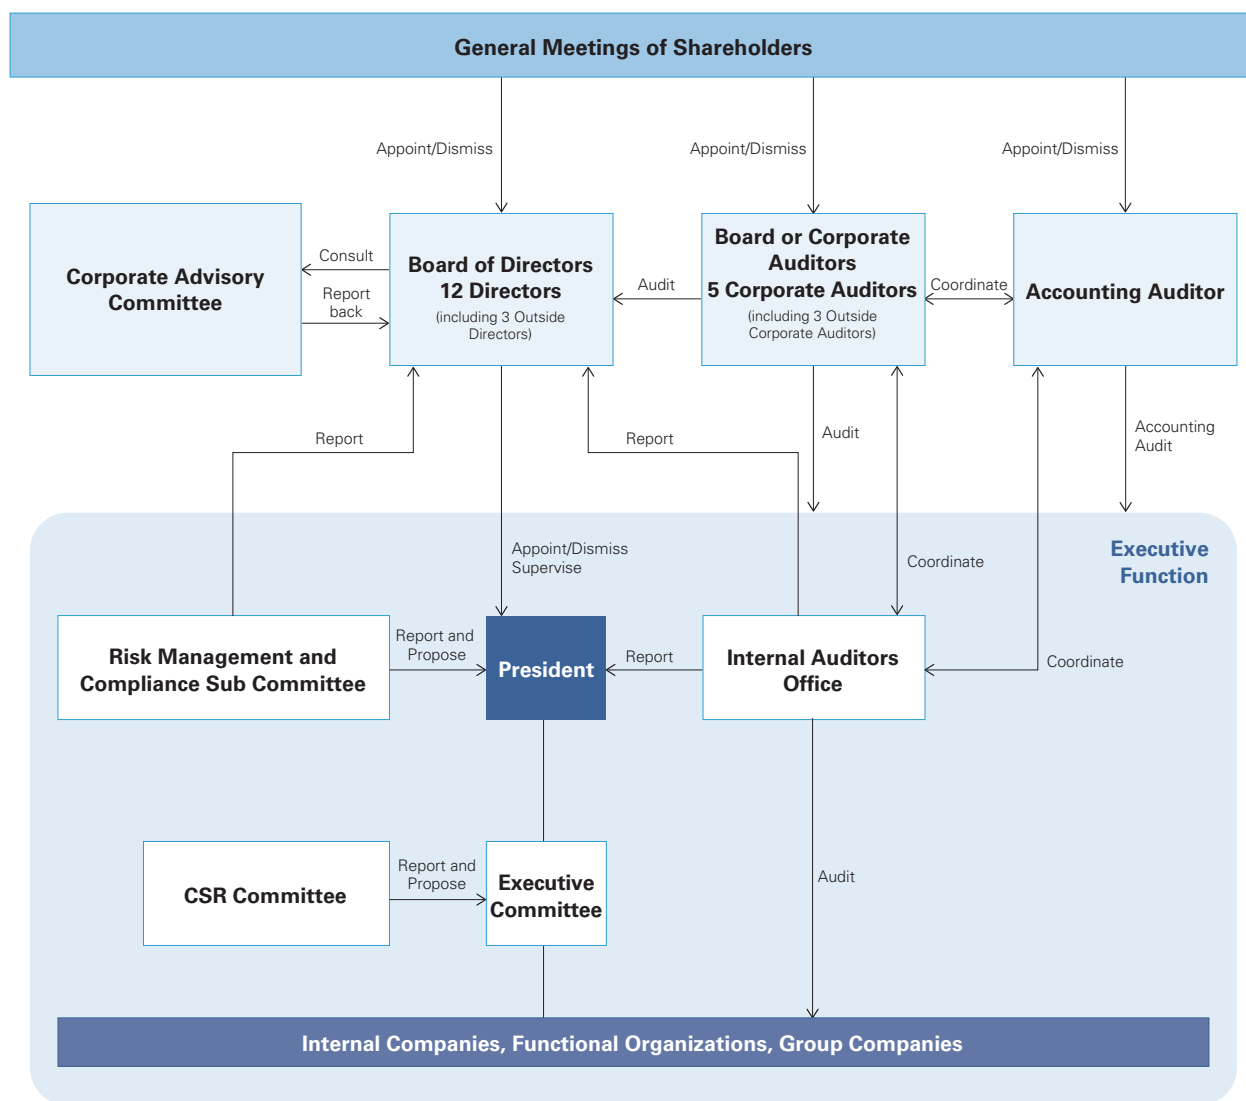 General Meetings of Shareholders
Appoint/Dismiss
Appoint/Dismiss
Appoint/Dismiss
Corporate Advisory
Committee
Consult
Report
back
Board of Directors
12 Directors
(including 3 Outside
Directors)
Audit
Board or Corporate
Auditors
5 Corporate Auditors
(including 3 Outside
Corporate Auditors)
Coordinate
Accounting Auditor
Report
Report
Audit
Accounting
Audit
Executive
Function
Appoint/Dismiss
Supervise
Coordinate
Risk Management and
Compliance Sub Committee
Report and
Propose
President
Report
Internal Auditors
Office
Coordinate
CSR Committee
Report and
Propose
Executive
Committee
Audit
Internal Companies, Functional Organizations, Group Companies